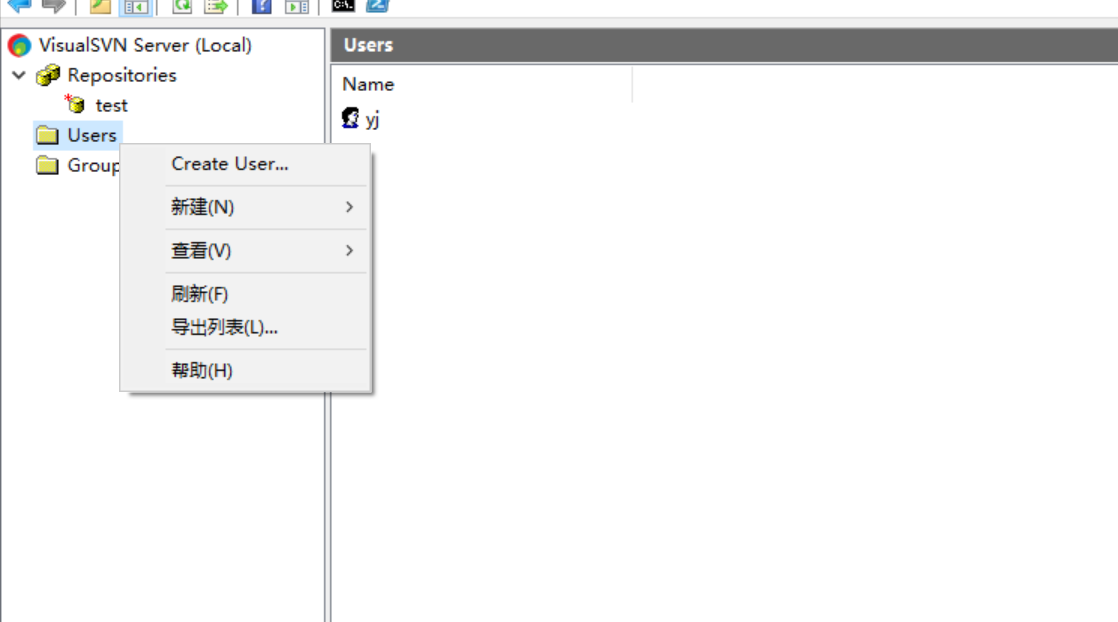 VisualSVN Server (Local)
Repositories
test
Users
Group
Users
Name
yj
Create User...
新建(N)
查看(V)
刷新(F)
导出列表(L)...
帮助(H)